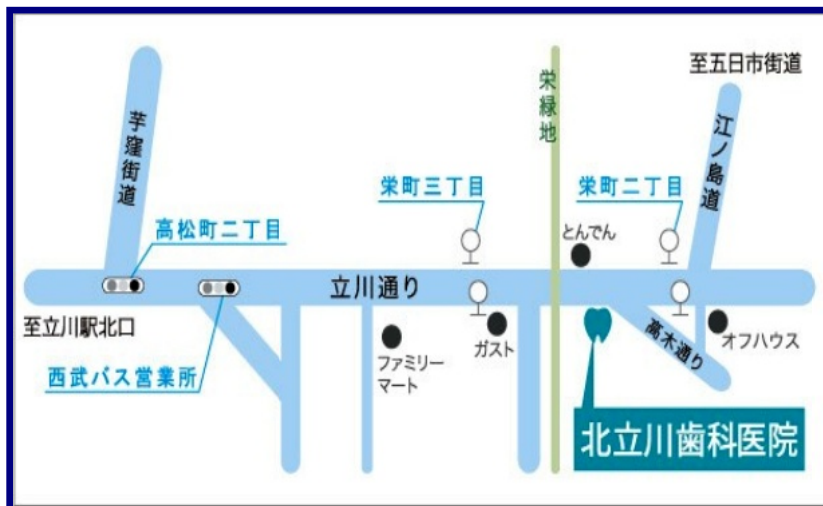 至五日市街道
栄緑地
芋窪街道
江ノ島道
栄町三丁目
栄町二丁目
高松町二丁目
とんでん
立川通り
至立川駅北口
ファミリー
マート
ガスト
高木通り
オフハウス
西武バス営業所
北立川歯科医院